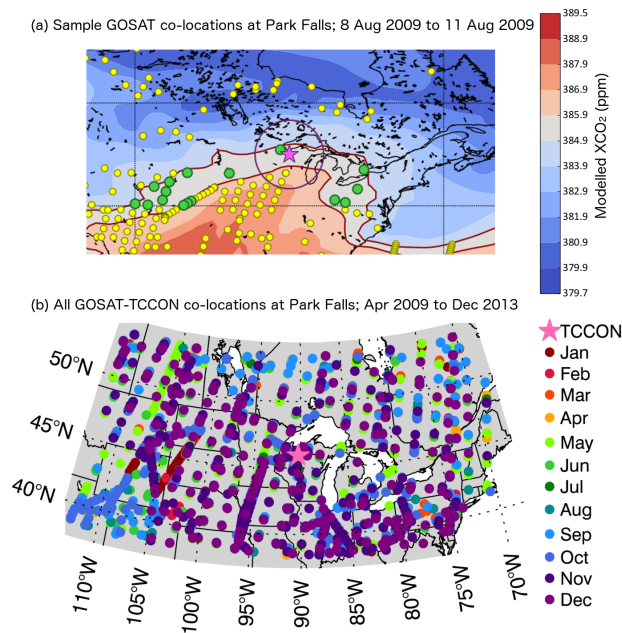 (a) Sample GOSAT co-locations at Park Falls; 8 Aug 2009 to 11 Aug 2009
389.5
388.9
387.9
386.9
385.9
384.9
383.9
382.9
381.9
380.9
379.9
379.7
Modelled XCO₂ (ppm)
(b) All GOSAT-TCCON co-locations at Park Falls; Apr 2009 to Dec 2013
50°N
45°N
40°N
110°W
105°W
100°W
95°W
90°W
85°W
80°W
75°W
70°W
TCCON
Jan
Feb
Mar
Apr
May
Jun
Jul
Aug
Sep
Oct
Nov
Dec